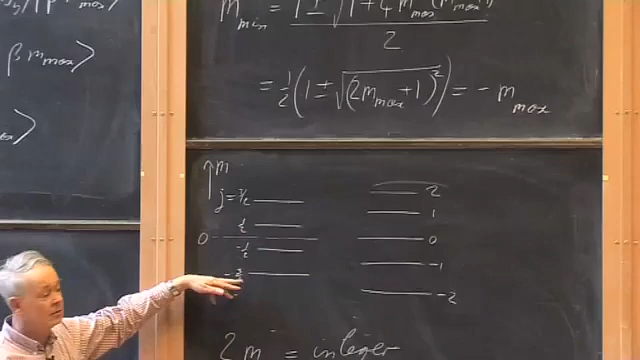 β m_max>
m_min = 1 ± √1 + 4 m_max (m_max
2
= ½ (1 ± √(2m_max + 1)²) = - m_max
m
j = 3/2
½
0
-½
-3/2
2
1
0
-1
-2
2m = integer